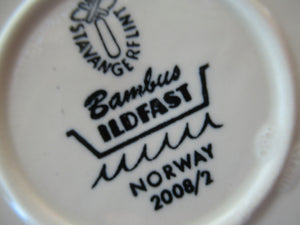 STAVANGERFLINT
Bambus
ILDFAST
NORWAY
2008/2